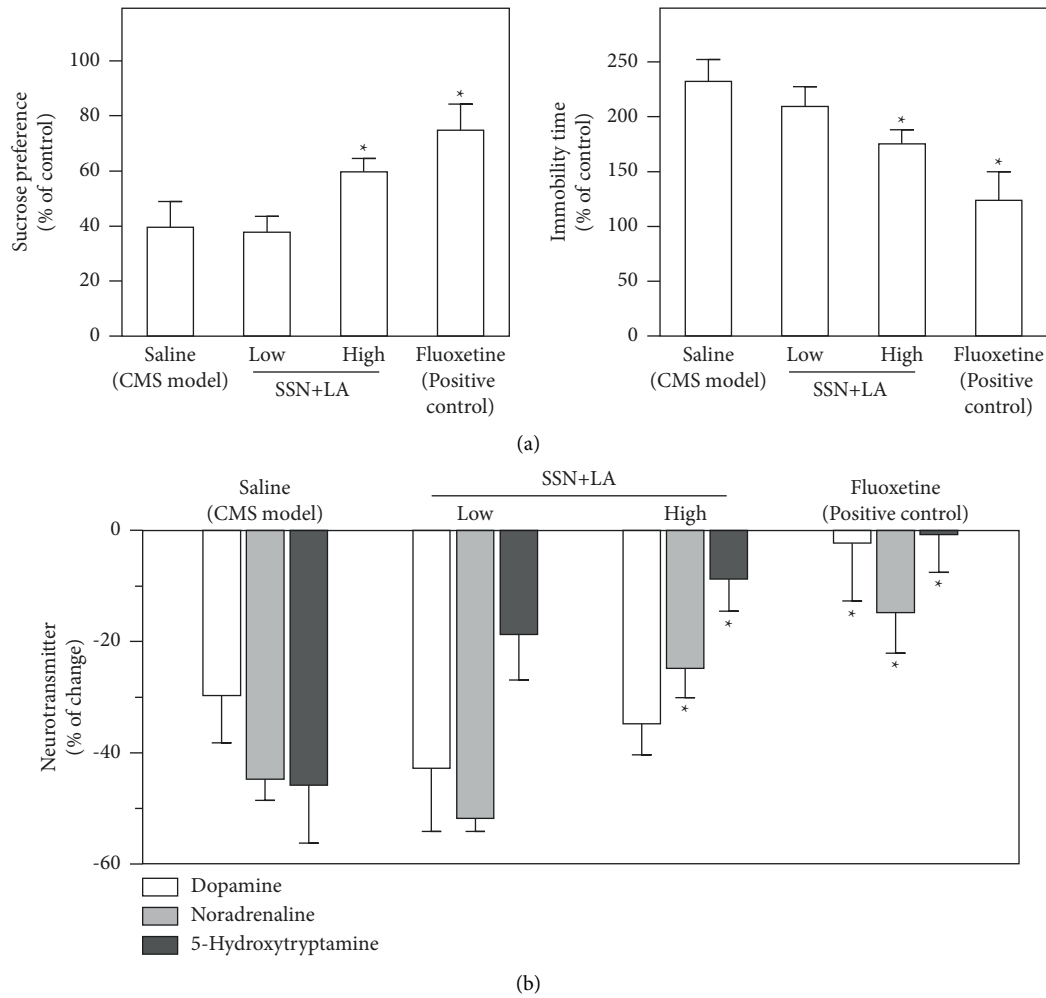 Sucrose preference
(% of control)
100
80
60
40
20
0
*
*
Saline
(CMS model)
Low
High
SSN+LA
Fluoxetine
(Positive
control)
Immobility time
(% of control)
250
200
150
100
50
0
*
*
Saline
(CMS model)
Low
High
SSN+LA
Fluoxetine
(Positive
control)
(a)
Saline
(CMS model)
SSN+LA
Low
High
Fluoxetine
(Positive control)
Neurotransmitter
(% of change)
0
-20
-40
-60
*
*
*
*
*
Dopamine
Noradrenaline
5-Hydroxytryptamine
(b)